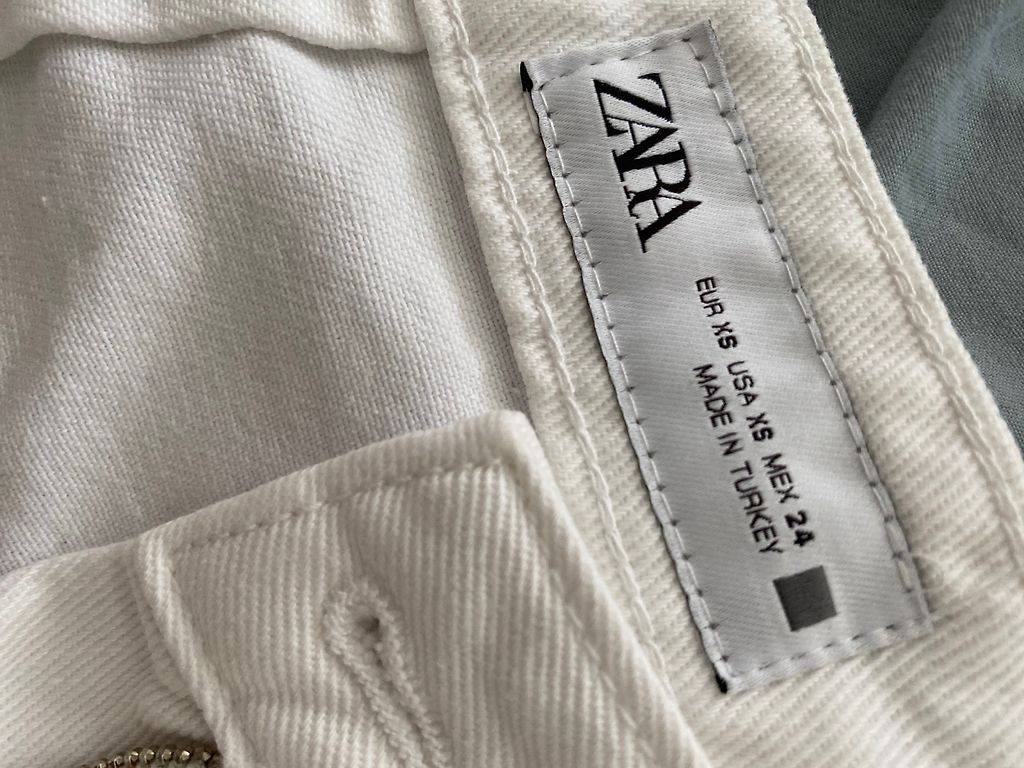 ZARA
EUR XS USA XS MEX 24
MADE IN TURKEY